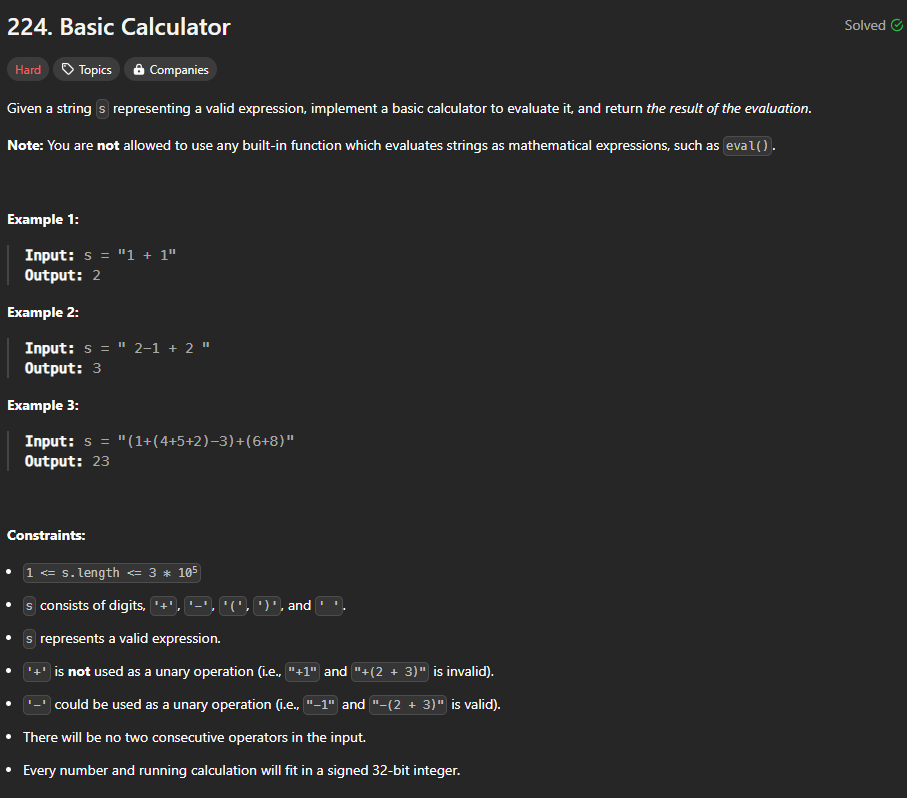 224. Basic Calculator
Solved
Hard
Topics
Companies
Given a string s representing a valid expression, implement a basic calculator to evaluate it, and return the result of the evaluation.
Note: You are not allowed to use any built-in function which evaluates strings as mathematical expressions, such as eval().
Example 1:
Input: s = "1 + 1"
Output: 2
Example 2:
Input: s = " 2-1 + 2 "
Output: 3
Example 3:
Input: s = "(1+(4+5+2)-3)+(6+8)"
Output: 23
Constraints:
• 1 <= s.length <= 3 * 10⁵
• s consists of digits, '+', '-', '(', ')', and ' '.
• s represents a valid expression.
• '+' is not used as a unary operation (i.e., "+1" and "+(2 + 3)" is invalid).
• '-' could be used as a unary operation (i.e., "-1" and "-(2 + 3)" is valid).
• There will be no two consecutive operators in the input.
• Every number and running calculation will fit in a signed 32-bit integer.